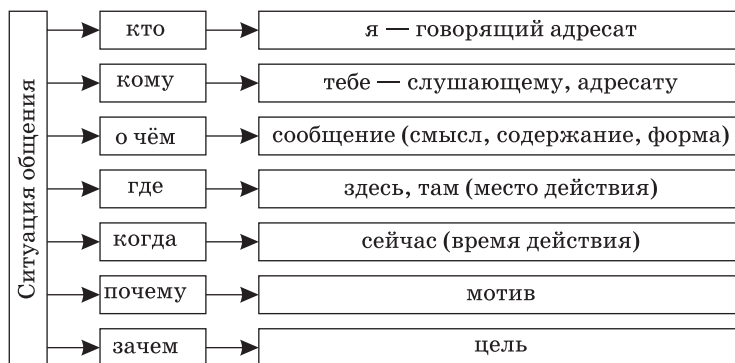 Ситуация общения
кто
я — говорящий адресат
кому
тебе — слушающему, адресату
о чём
сообщение (смысл, содержание, форма)
где
здесь, там (место действия)
когда
сейчас (время действия)
почему
мотив
зачем
цель